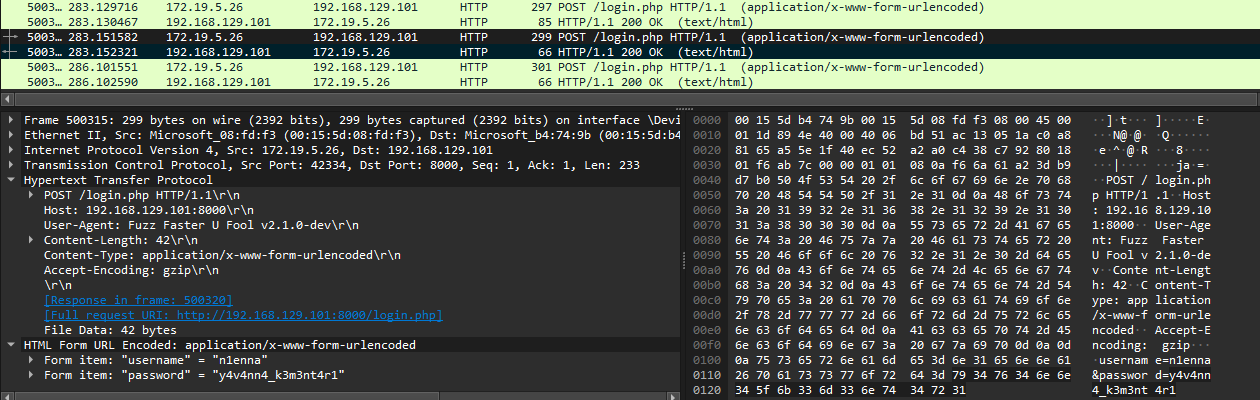 5003… 283.129716 172.19.5.26 192.168.129.101 HTTP 297 POST /login.php HTTP/1.1 (application/x-www-form-urlencoded)
5003… 283.130467 192.168.129.101 172.19.5.26 HTTP 85 HTTP/1.1 200 OK (text/html)
5003… 283.151582 172.19.5.26 192.168.129.101 HTTP 299 POST /login.php HTTP/1.1 (application/x-www-form-urlencoded)
5003… 283.152321 192.168.129.101 172.19.5.26 HTTP 66 HTTP/1.1 200 OK (text/html)
5003… 286.101551 172.19.5.26 192.168.129.101 HTTP 301 POST /login.php HTTP/1.1 (application/x-www-form-urlencoded)
5003… 286.102590 192.168.129.101 172.19.5.26 HTTP 66 HTTP/1.1 200 OK (text/html)
Frame 500315: 299 bytes on wire (2392 bits), 299 bytes captured (2392 bits) on interface \Devi
Ethernet II, Src: Microsoft_08:fd:f3 (00:15:5d:08:fd:f3), Dst: Microsoft_b4:74:9b (00:15:5d:b4
Internet Protocol Version 4, Src: 172.19.5.26, Dst: 192.168.129.101
Transmission Control Protocol, Src Port: 42334, Dst Port: 8000, Seq: 1, Ack: 1, Len: 233
Hypertext Transfer Protocol
POST /login.php HTTP/1.1\r\n
Host: 192.168.129.101:8000\r\n
User-Agent: Fuzz Faster U Fool v2.1.0-dev\r\n
Content-Length: 42\r\n
Content-Type: application/x-www-form-urlencoded\r\n
Accept-Encoding: gzip\r\n
\r\n
[Response in frame: 500320]
[Full request URI: http://192.168.129.101:8000/login.php]
File Data: 42 bytes
HTML Form URL Encoded: application/x-www-form-urlencoded
Form item: "username" = "n1enna"
Form item: "password" = "y4v4nn4_k3m3nt4r1"
0000 00 15 5d b4 74 9b 00 15 5d 08 fd f3 08 00 45 00 ··]·t··· ]·····E·
0010 01 1d 89 4e 40 00 40 06 bd 51 ac 13 05 1a c0 a8 ···N@·@· ·Q······
0020 81 65 a5 5e 1f 40 ec 52 a2 a0 c4 38 c7 92 80 18 ·e·^·@·R ···8····
0030 01 f6 ab 7c 00 00 01 01 08 0a f6 6a 61 a2 3d b9 ···|···· ···ja·=·
0040 d7 b0 50 4f 53 54 20 2f 6c 6f 67 69 6e 2e 70 68 ··POST / login.ph
0050 70 20 48 54 54 50 2f 31 2e 31 0d 0a 48 6f 73 74 p HTTP/1 .1··Host
0060 3a 20 31 39 32 2e 31 36 38 2e 31 32 39 2e 31 30 : 192.16 8.129.10
0070 31 3a 38 30 30 30 0d 0a 55 73 65 72 2d 41 67 65 1:8000·· User-Age
0080 6e 74 3a 20 46 75 7a 7a 20 46 61 73 74 65 72 20 nt: Fuzz Faster
0090 55 20 46 6f 6f 6c 20 76 32 2e 31 2e 30 2d 64 65 U Fool v 2.1.0-de
00a0 76 0d 0a 43 6f 6e 74 65 6e 74 2d 4c 65 6e 67 74 v··Conte nt-Lengt
00b0 68 3a 20 34 32 0d 0a 43 6f 6e 74 65 6e 74 2d 54 h: 42··C ontent-T
00c0 79 70 65 3a 20 61 70 70 6c 69 63 61 74 69 6f 6e ype: app lication
00d0 2f 78 2d 77 77 77 2d 66 6f 72 6d 2d 75 72 6c 65 /x-www-f orm-urle
00e0 6e 63 6f 64 65 64 0d 0a 41 63 63 65 70 74 2d 45 ncoded·· Accept-E
00f0 6e 63 6f 64 69 6e 67 3a 20 67 7a 69 70 0d 0a 0d ncoding: gzip···
0100 0a 75 73 65 72 6e 61 6d 65 3d 6e 31 65 6e 6e 61 ·usernam e=n1enna
0110 26 70 61 73 73 77 6f 72 64 3d 79 34 76 34 6e 6e &passwor d=y4v4nn
0120 34 5f 6b 33 6d 33 6e 74 34 72 31 4_k3m3nt 4r1